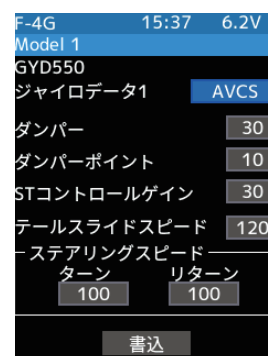 F-4G 15:37 6.2V
Model 1
GYD550
ジャイロデータ1 AVCS
ダンパー 30
ダンパーポイント 10
STコントロールゲイン 30
テールスライドスピード 120
ステアリングスピード
ターン リターン
100 100
書込